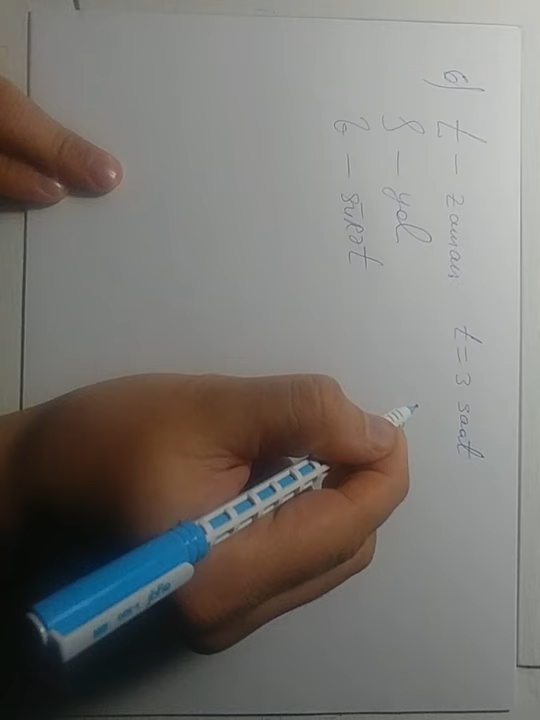 6) t – zaman t = 3 saat
S – yol
v – sürət